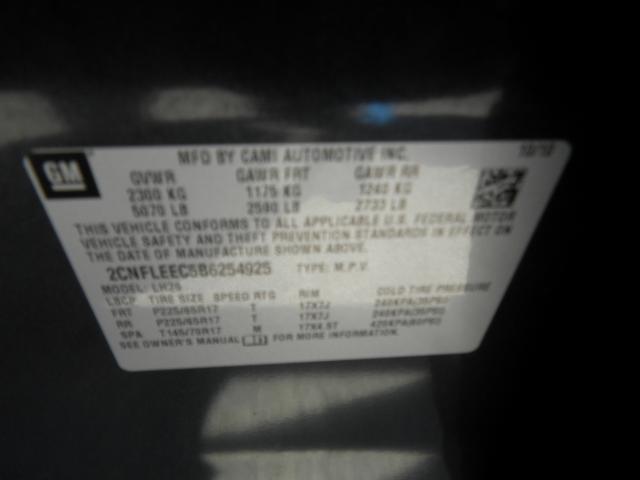 GM
MFD BY CAMI AUTOMOTIVE INC. 10/10
GVWR GAWR FRT GAWR RR
2300 KG 1175 KG 1240 KG
5070 LB 2590 LB 2733 LB
THIS VEHICLE CONFORMS TO ALL APPLICABLE U.S. FEDERAL MOTOR
VEHICLE SAFETY AND THEFT PREVENTION STANDARDS IN EFFECT ON
THE DATE OF MANUFACTURE SHOWN ABOVE.
2CNFLEEC5B6254925 TYPE: M.P.V.
MODEL: LH26
LSCP TIRE SIZE SPEED RTG RIM COLD TIRE PRESSURE
FRT P225/65R17 T 17X7J 240KPA(35PSI)
RR P225/65R17 T 17X7J 240KPA(35PSI)
SPA T145/70R17 M 17X4.5T 420KPA(60PSI)
SEE OWNER'S MANUAL FOR MORE INFORMATION.